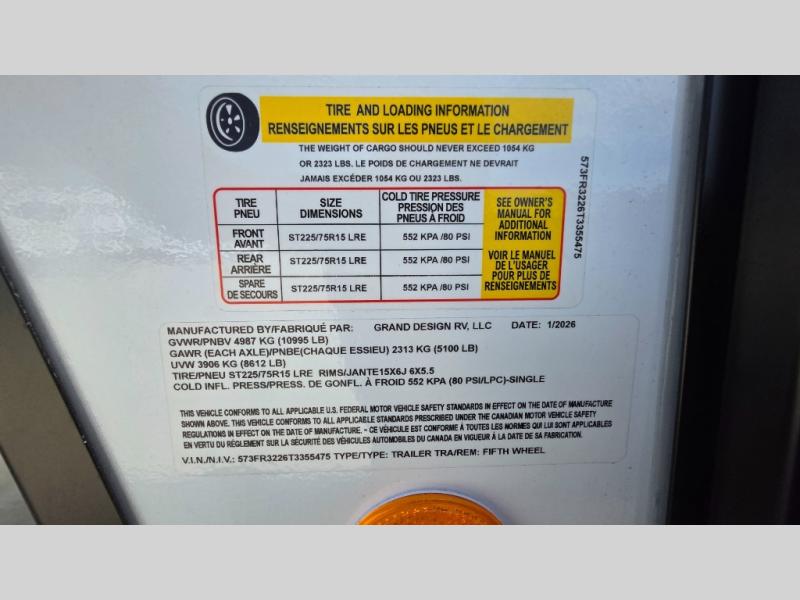 TIRE AND LOADING INFORMATION
RENSEIGNEMENTS SUR LES PNEUS ET LE CHARGEMENT
THE WEIGHT OF CARGO SHOULD NEVER EXCEED 1054 KG
OR 2323 LBS. LE POIDS DE CHARGEMENT NE DEVRAIT
JAMAIS EXCÉDER 1054 KG OU 2323 LBS.
TIRE
PNEU
SIZE
DIMENSIONS
COLD TIRE PRESSURE
PRESSION DES
PNEUS À FROID
FRONT
AVANT
ST225/75R15 LRE
552 KPA /80 PSI
REAR
ARRIÈRE
ST225/75R15 LRE
552 KPA /80 PSI
SPARE
DE SECOURS
ST225/75R15 LRE
552 KPA /80 PSI
SEE OWNER'S
MANUAL FOR
ADDITIONAL
INFORMATION
VOIR LE MANUEL
DE L'USAGER
POUR PLUS DE
RENSEIGNEMENTS
573FR3226T3355475
MANUFACTURED BY/FABRIQUÉ PAR: GRAND DESIGN RV, LLC DATE: 1/2026
GVWR/PNBV 4987 KG (10995 LB)
GAWR (EACH AXLE)/PNBE(CHAQUE ESSIEU) 2313 KG (5100 LB)
UVW 3906 KG (8612 LB)
TIRE/PNEU ST225/75R15 LRE RIMS/JANTE15X6J 6X5.5
COLD INFL. PRESS/PRESS. DE GONFL. À FROID 552 KPA (80 PSI/LPC)-SINGLE
THIS VEHICLE CONFORMS TO ALL APPLICABLE U.S. FEDERAL MOTOR VEHICLE SAFETY STANDARDS IN EFFECT ON THE DATE OF MANUFACTURE
SHOWN ABOVE. THIS VEHICLE CONFORMS TO ALL APPLICABLE STANDARDS PRESCRIBED UNDER THE CANADIAN MOTOR VEHICLE SAFETY
REGULATIONS IN EFFECT ON THE DATE OF MANUFACTURE. - CE VÉHICULE EST CONFORME À TOUTES LES NORMES QUI LUI SONT APPLICABLES
EN VERTU DU RÈGLEMENT SUR LA SÉCURITÉ DES VÉHICULES AUTOMOBILES DU CANADA EN VIGUEUR À LA DATE DE SA FABRICATION.
V.I.N./N.I.V.: 573FR3226T3355475 TYPE/TYPE: TRAILER TRA/REM: FIFTH WHEEL